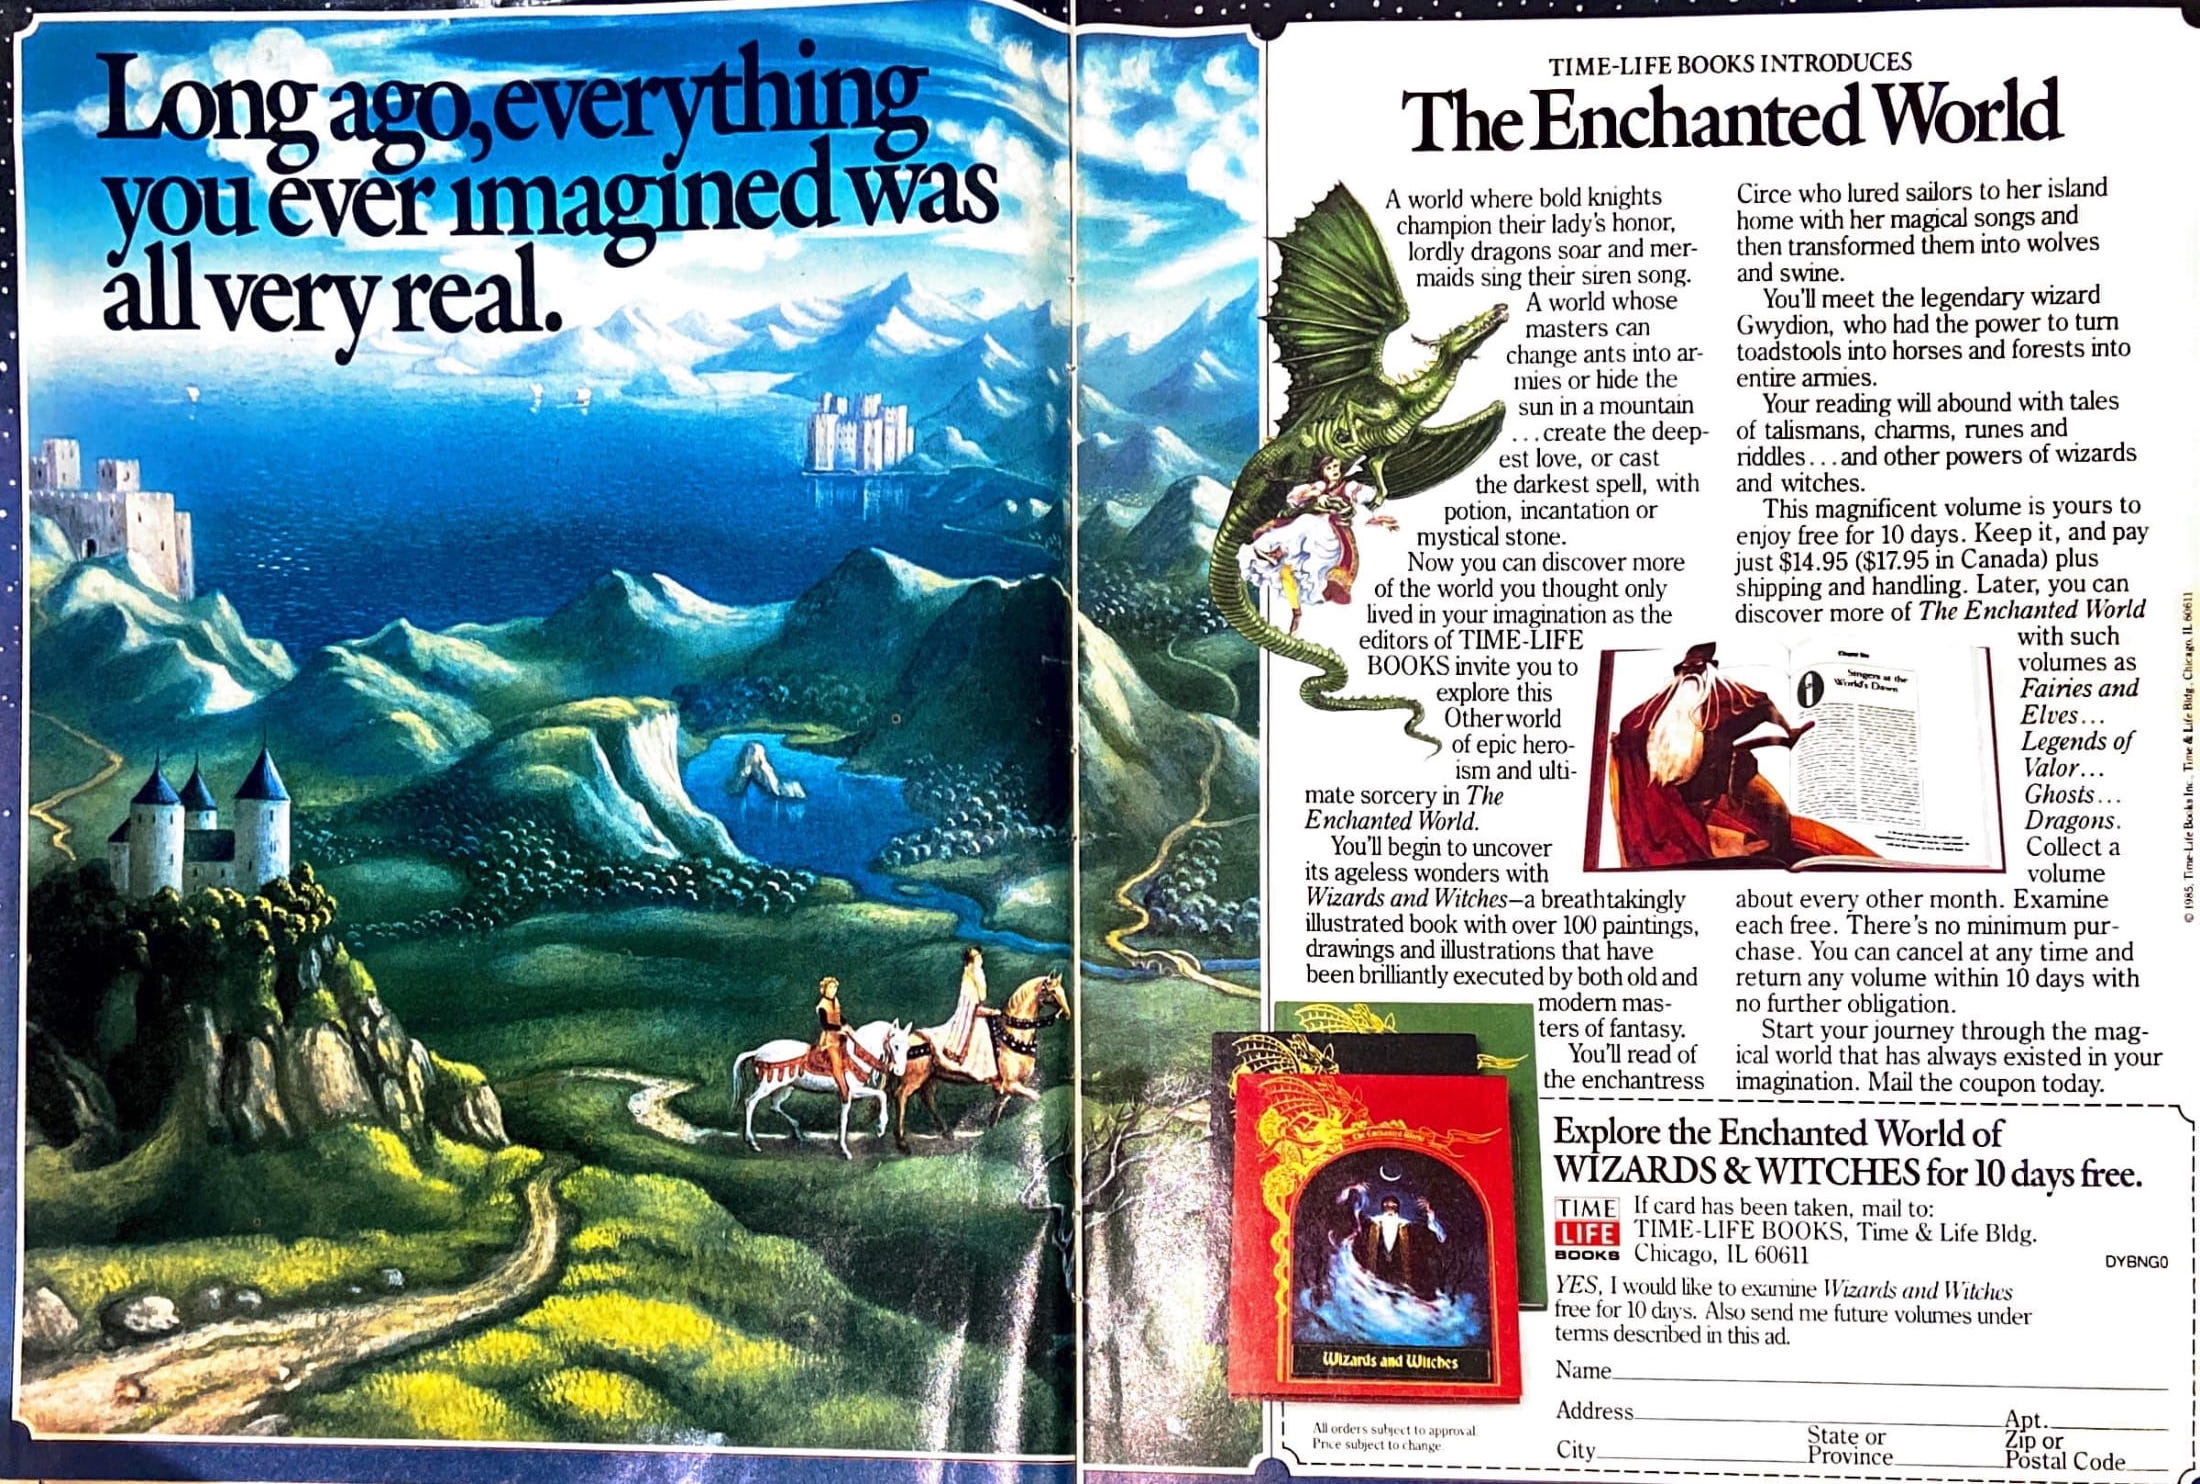 Long ago, everything
you ever imagined was
all very real.
TIME-LIFE BOOKS INTRODUCES
The Enchanted World
A world where bold knights
champion their lady's honor,
lordly dragons soar and mer-
maids sing their siren song.
A world whose
masters can
change ants into ar-
mies or hide the
sun in a mountain
...create the deep-
est love, or cast
the darkest spell, with
potion, incantation or
mystical stone.
Now you can discover more
of the world you thought only
lived in your imagination as the
editors of TIME-LIFE
BOOKS invite you to
explore this
Otherworld
of epic hero-
ism and ulti-
mate sorcery in The
Enchanted World.
You'll begin to uncover
its ageless wonders with
Wizards and Witches—a breathtakingly
illustrated book with over 100 paintings,
drawings and illustrations that have
been brilliantly executed by both old and
modern mas-
ters of fantasy.
You'll read of
the enchantress
Circe who lured sailors to her island
home with her magical songs and
then transformed them into wolves
and swine.
You'll meet the legendary wizard
Gwydion, who had the power to turn
toadstools into horses and forests into
entire armies.
Your reading will abound with tales
of talismans, charms, runes and
riddles...and other powers of wizards
and witches.
This magnificent volume is yours to
enjoy free for 10 days. Keep it, and pay
just $14.95 ($17.95 in Canada) plus
shipping and handling. Later, you can
discover more of The Enchanted World
with such
volumes as
Fairies and
Elves...
Legends of
Valor...
Ghosts...
Dragons.
Collect a
volume
about every other month. Examine
each free. There's no minimum pur-
chase. You can cancel at any time and
return any volume within 10 days with
no further obligation.
Start your journey through the mag-
ical world that has always existed in your
imagination. Mail the coupon today.
Singers at the
World's Dawn
© 1985, Time-Life Books Inc., Time & Life Bldg., Chicago, IL 60611
The Enchanted World
Wizards and Witches
All orders subject to approval.
Price subject to change.
Explore the Enchanted World of
WIZARDS & WITCHES for 10 days free.
TIME
LIFE
BOOKS
If card has been taken, mail to:
TIME-LIFE BOOKS, Time & Life Bldg.
Chicago, IL 60611
DYBNG0
YES, I would like to examine Wizards and Witches
free for 10 days. Also send me future volumes under
terms described in this ad.
Name
Address
Apt.
City
State or
Province
Zip or
Postal Code